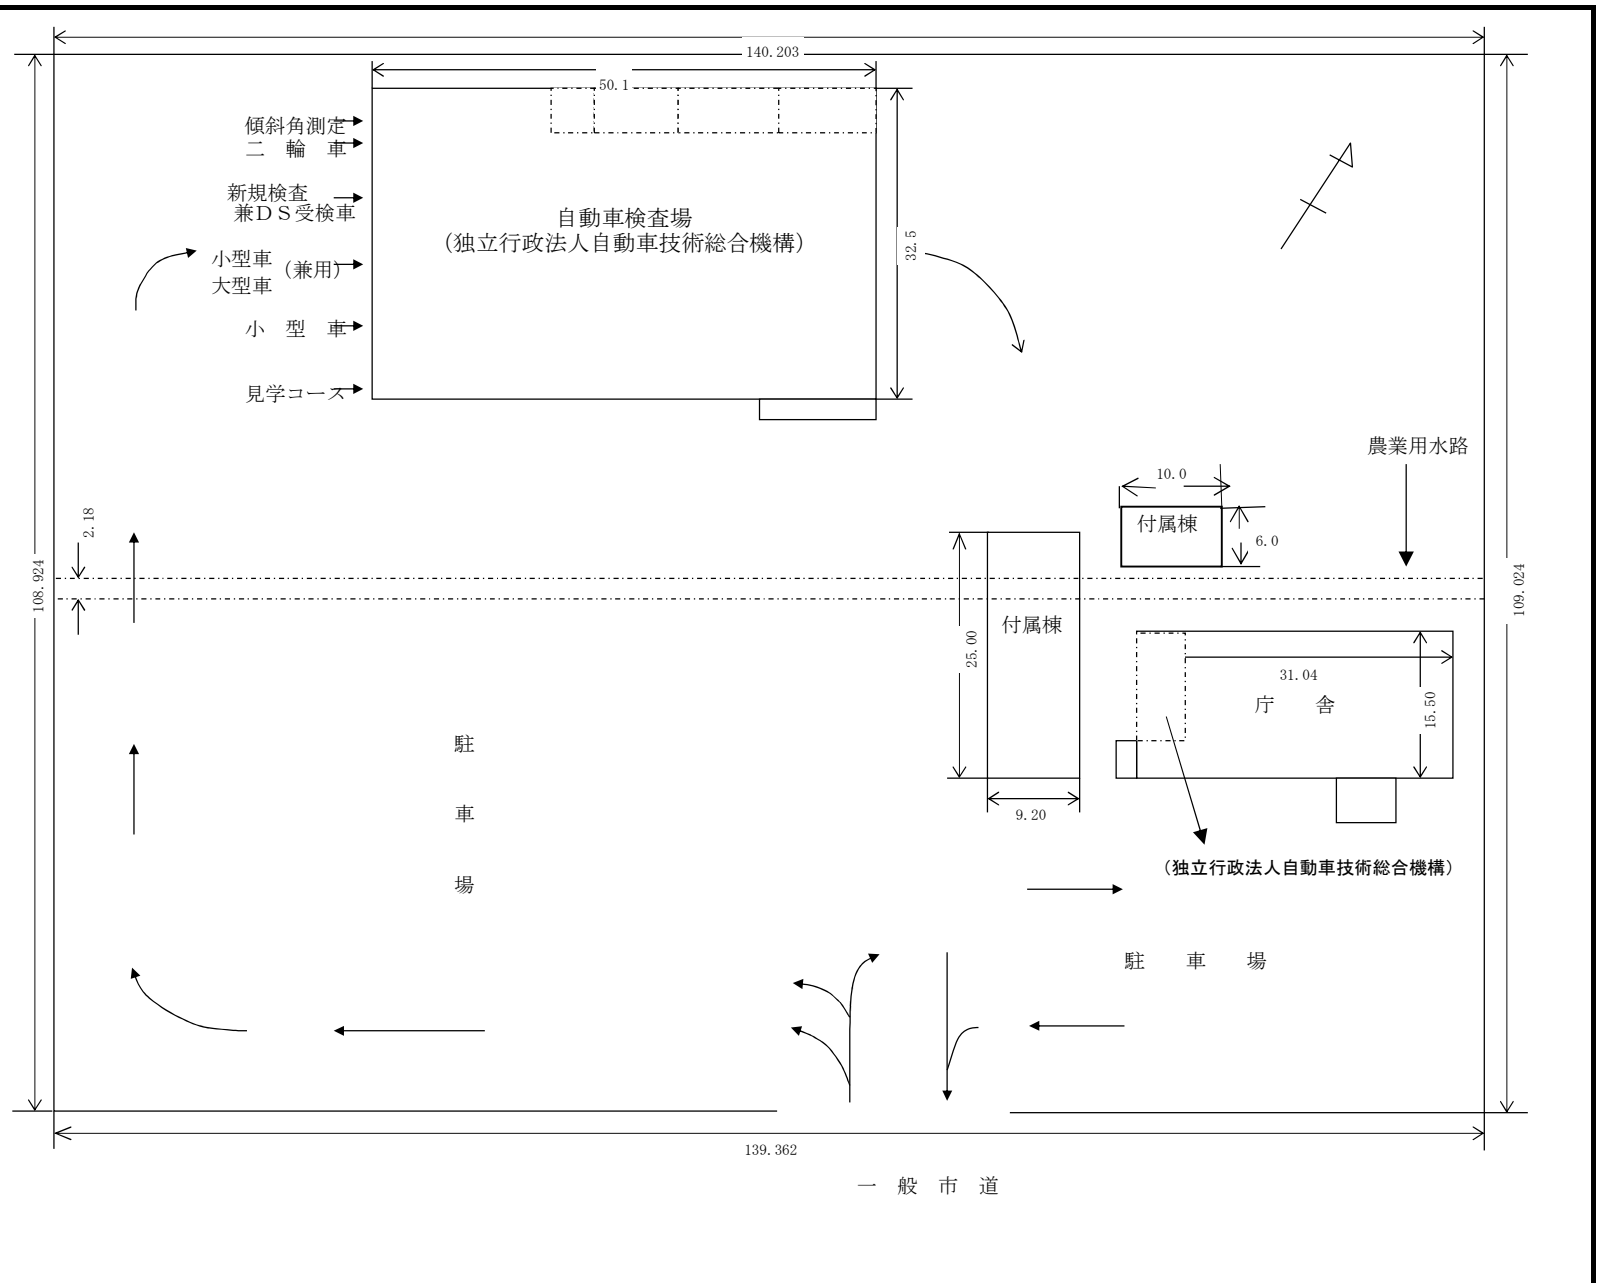 140.203
50.1
傾斜角測定
二　輪　車
新規検査
兼ＤＳ受検車
自動車検査場
（独立行政法人自動車技術総合機構）
32.5
小型車
（兼用）
大型車
小　型　車
見学コース
農業用水路
10.0
付属棟
6.0
2.18
108.924
109.024
付属棟
25.00
31.04
庁　　舎
15.50
9.20
駐
車
場
（独立行政法人自動車技術総合機構）
駐　車　場
139.362
一　般　市　道